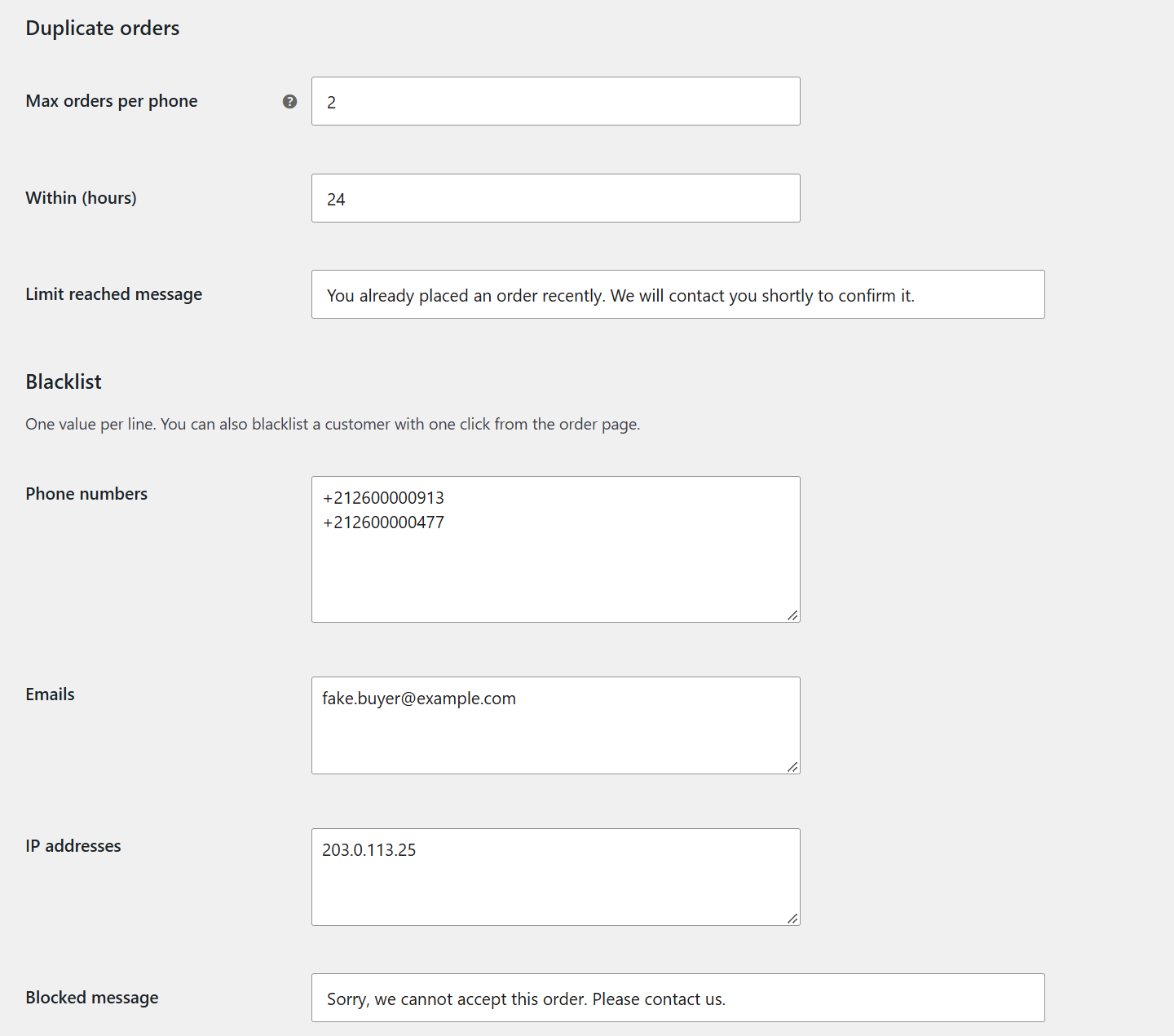 Duplicate orders
Max orders per phone
?
2
Within (hours)
24
Limit reached message
You already placed an order recently. We will contact you shortly to confirm it.
Blacklist
One value per line. You can also blacklist a customer with one click from the order page.
Phone numbers
+212600000913
+212600000477
Emails
fake.buyer@example.com
IP addresses
203.0.113.25
Blocked message
Sorry, we cannot accept this order. Please contact us.